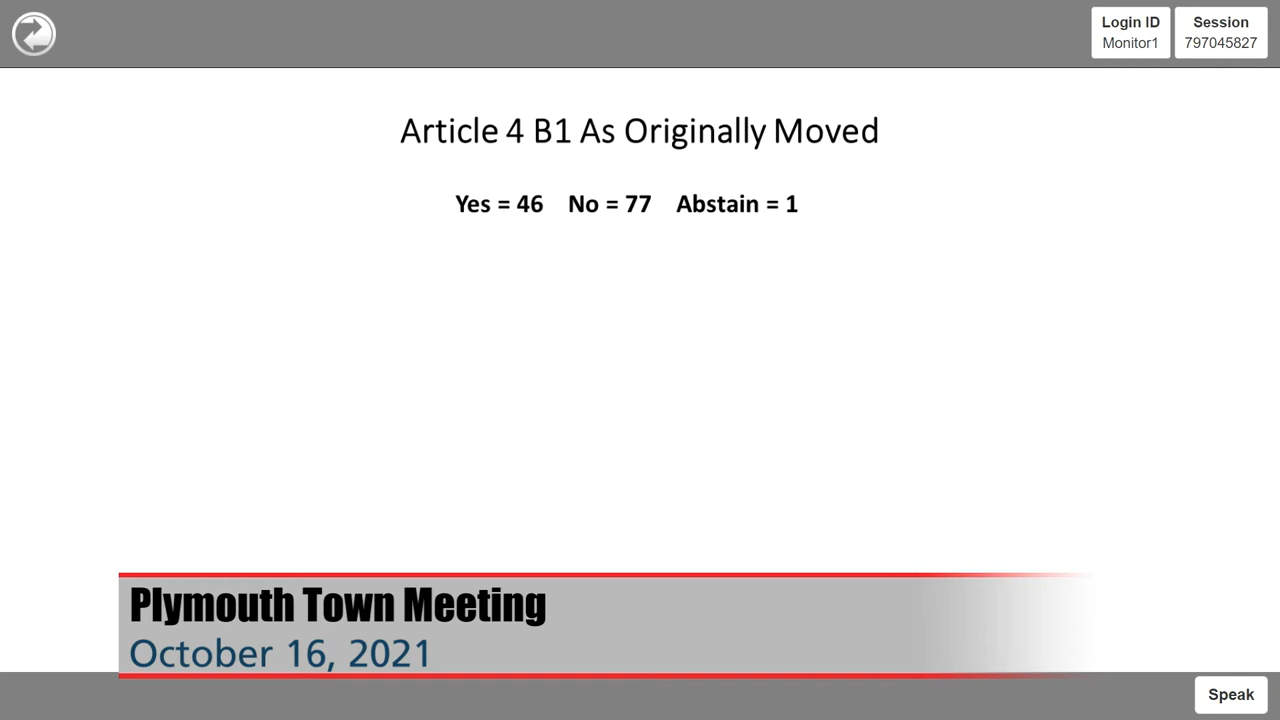 Login ID
Monitor1
Session
797045827
Article 4 B1 As Originally Moved
Yes = 46 No = 77 Abstain = 1
Plymouth Town Meeting
October 16, 2021
Speak